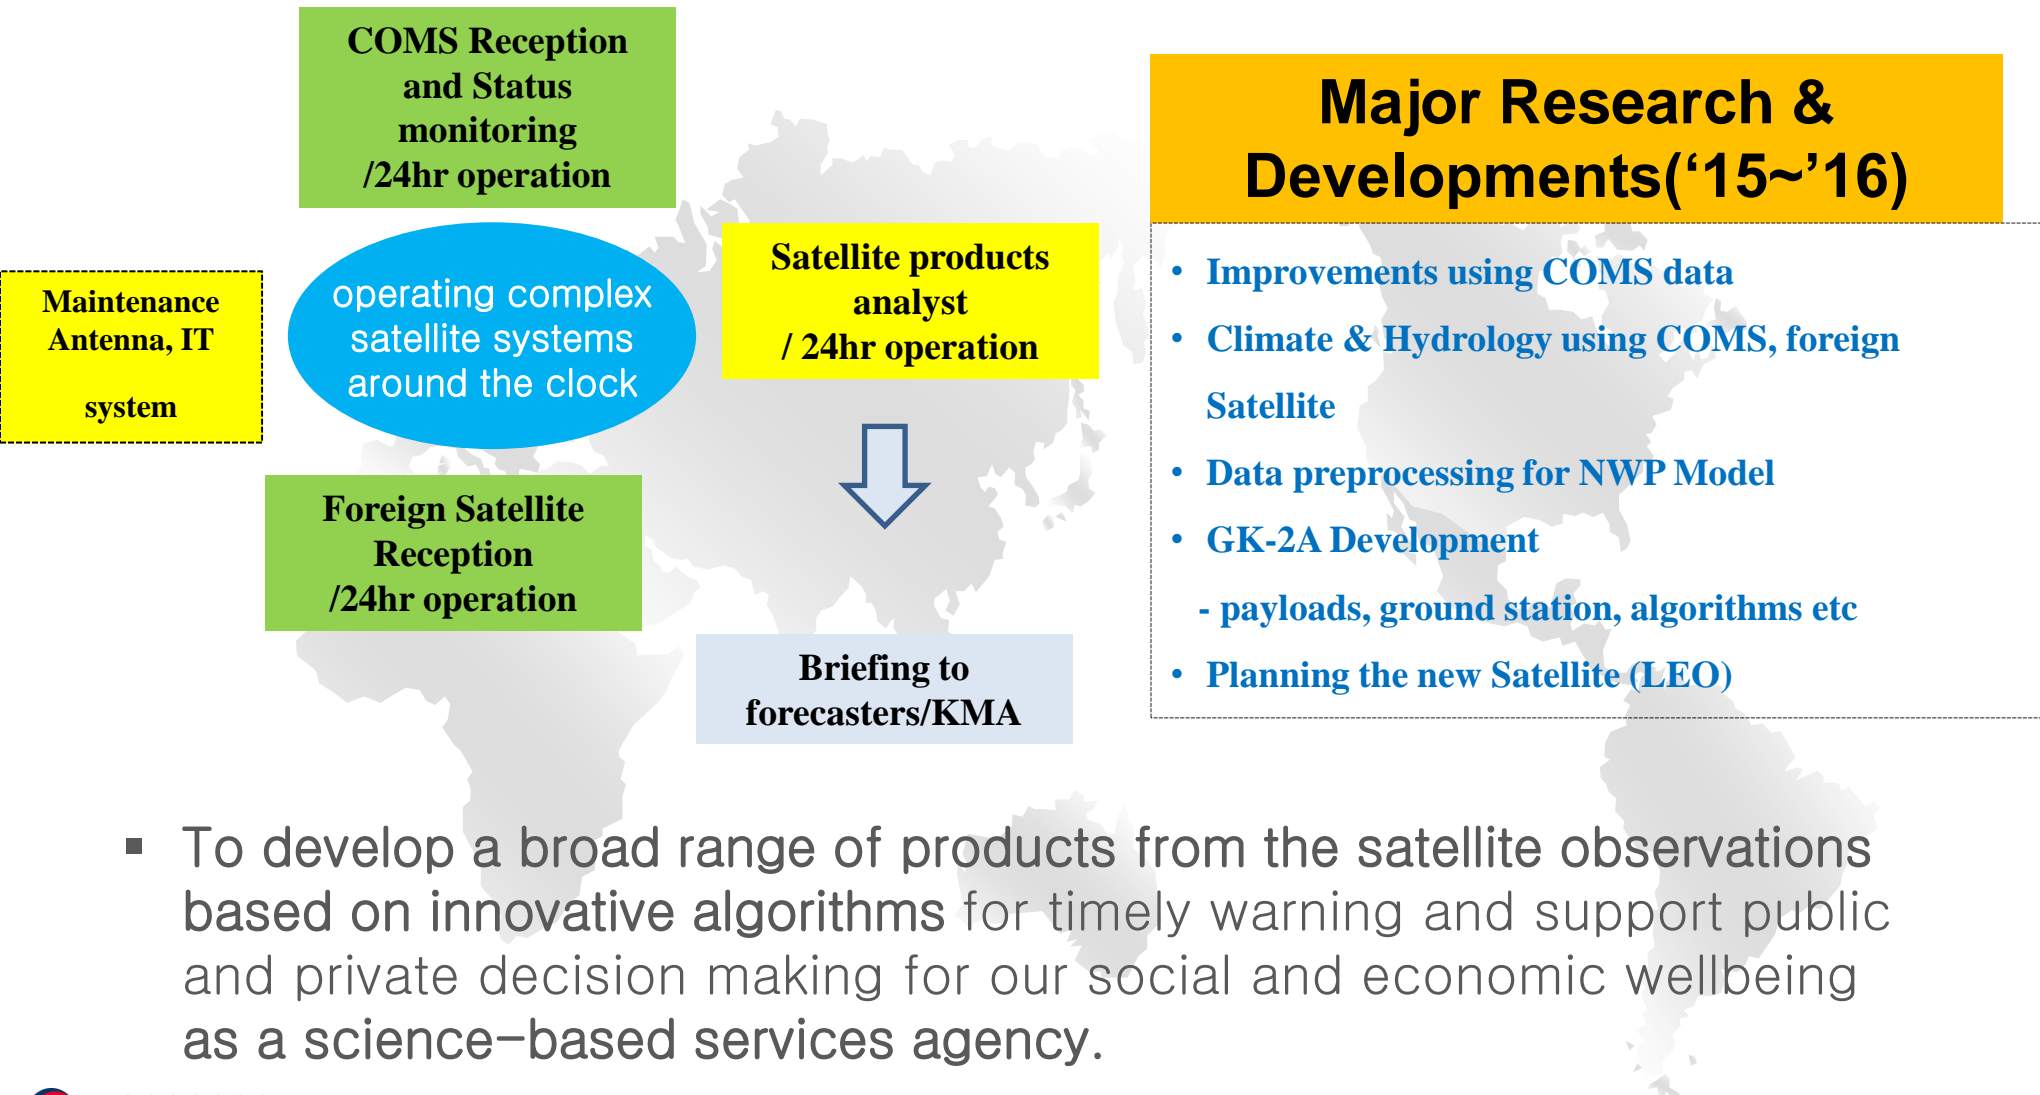 COMS Reception
and Status
monitoring
/24hr operation
Maintenance
Antenna, IT
system
operating complex
satellite systems
around the clock
Satellite products
analyst
/ 24hr operation
Foreign Satellite
Reception
/24hr operation
Briefing to
forecasters/KMA
Major Research &
Developments(‘15~’16)
• Improvements using COMS data
• Climate & Hydrology using COMS, foreign
Satellite
• Data preprocessing for NWP Model
• GK-2A Development
- payloads, ground station, algorithms etc
• Planning the new Satellite (LEO)
▪ To develop a broad range of products from the satellite observations
based on innovative algorithms for timely warning and support public
and private decision making for our social and economic wellbeing
as a science-based services agency.